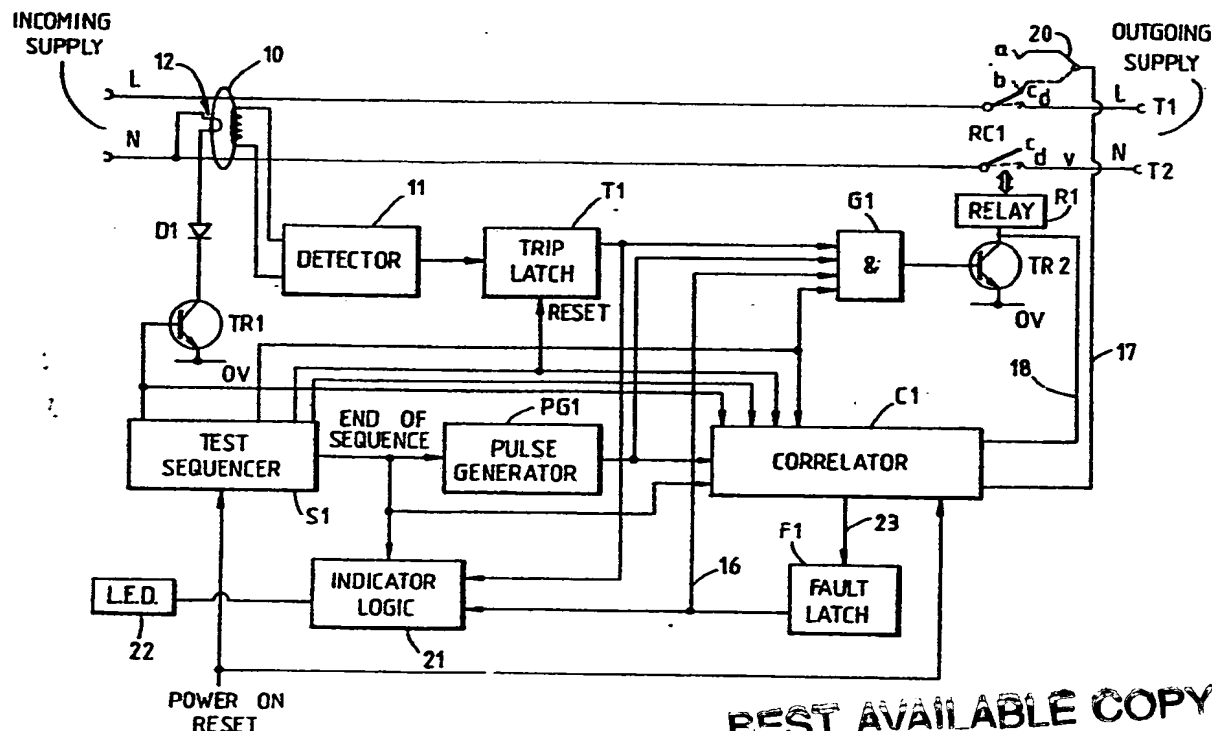 INCOMING
SUPPLY
12
10
20
OUTGOING
SUPPLY
a
b
c
d
L
L
T1
RC1
N
c
d
v
N
T2
D1
11
T1
G1
RELAY
R1
DETECTOR
TRIP
LATCH
&
TR2
TR1
RESET
0V
0V
18
17
END OF
SEQUENCE
PG1
C1
TEST
SEQUENCER
PULSE
GENERATOR
CORRELATOR
S1
23
F1
16
L.E.D.
INDICATOR
LOGIC
FAULT
LATCH
22
21
POWER ON
RESET
BEST AVAILABLE COPY